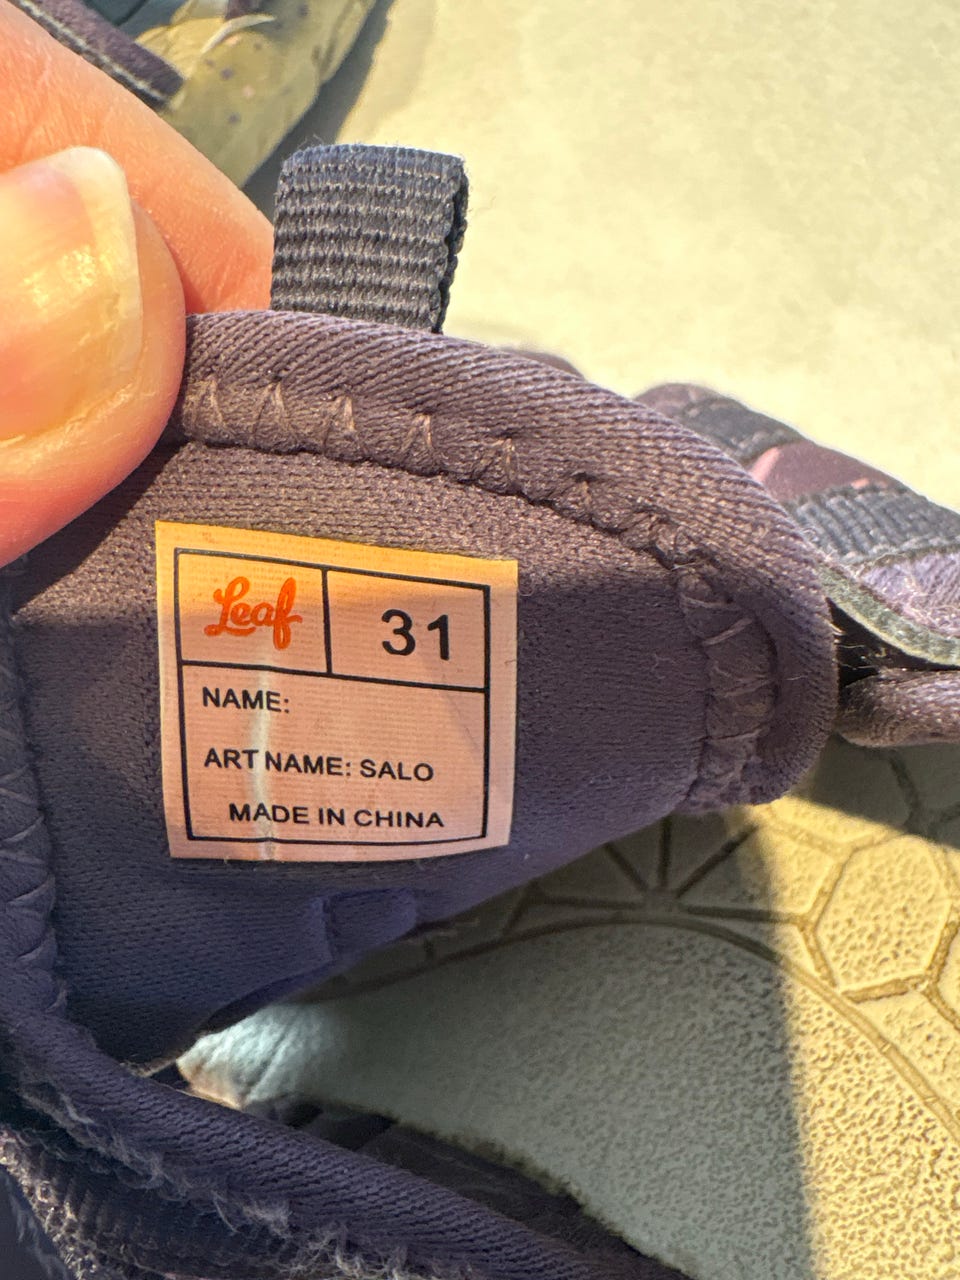 Leaf 31
NAME:
ART NAME: SALO
MADE IN CHINA